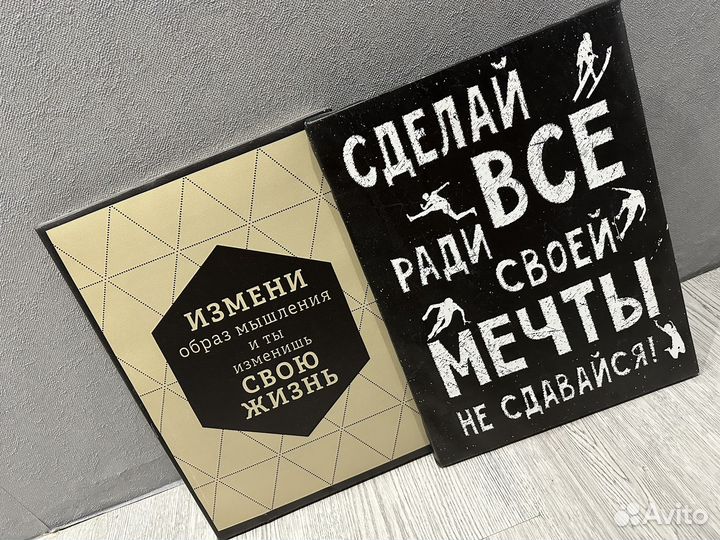 ИЗМЕНИ
образ мышления
и ты
изменишь
СВОЮ
ЖИЗНЬ
СДЕЛАЙ
ВСЕ
РАДИ СВОЕЙ
МЕЧТЫ
НЕ СДАВАЙСЯ!
Avito